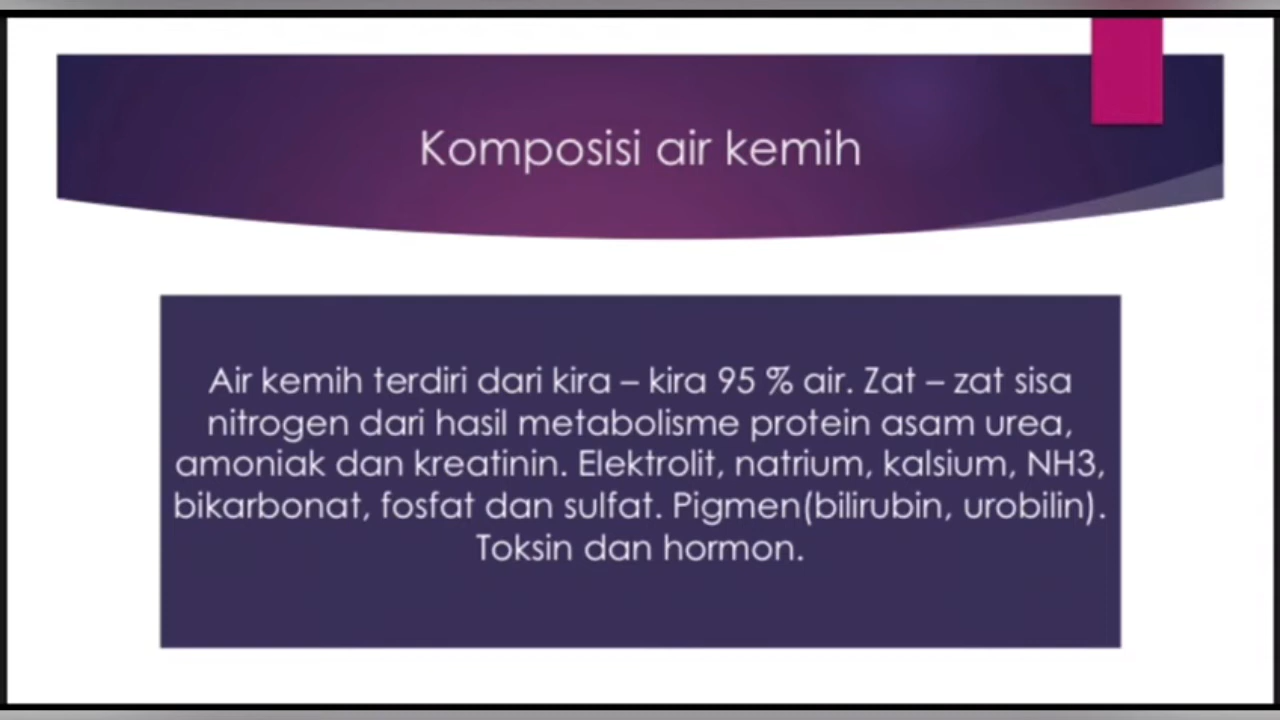 Komposisi air kemih
Air kemih terdiri dari kira – kira 95 % air. Zat – zat sisa
nitrogen dari hasil metabolisme protein asam urea,
amoniak dan kreatinin. Elektrolit, natrium, kalsium, NH3,
bikarbonat, fosfat dan sulfat. Pigmen(bilirubin, urobilin).
Toksin dan hormon.